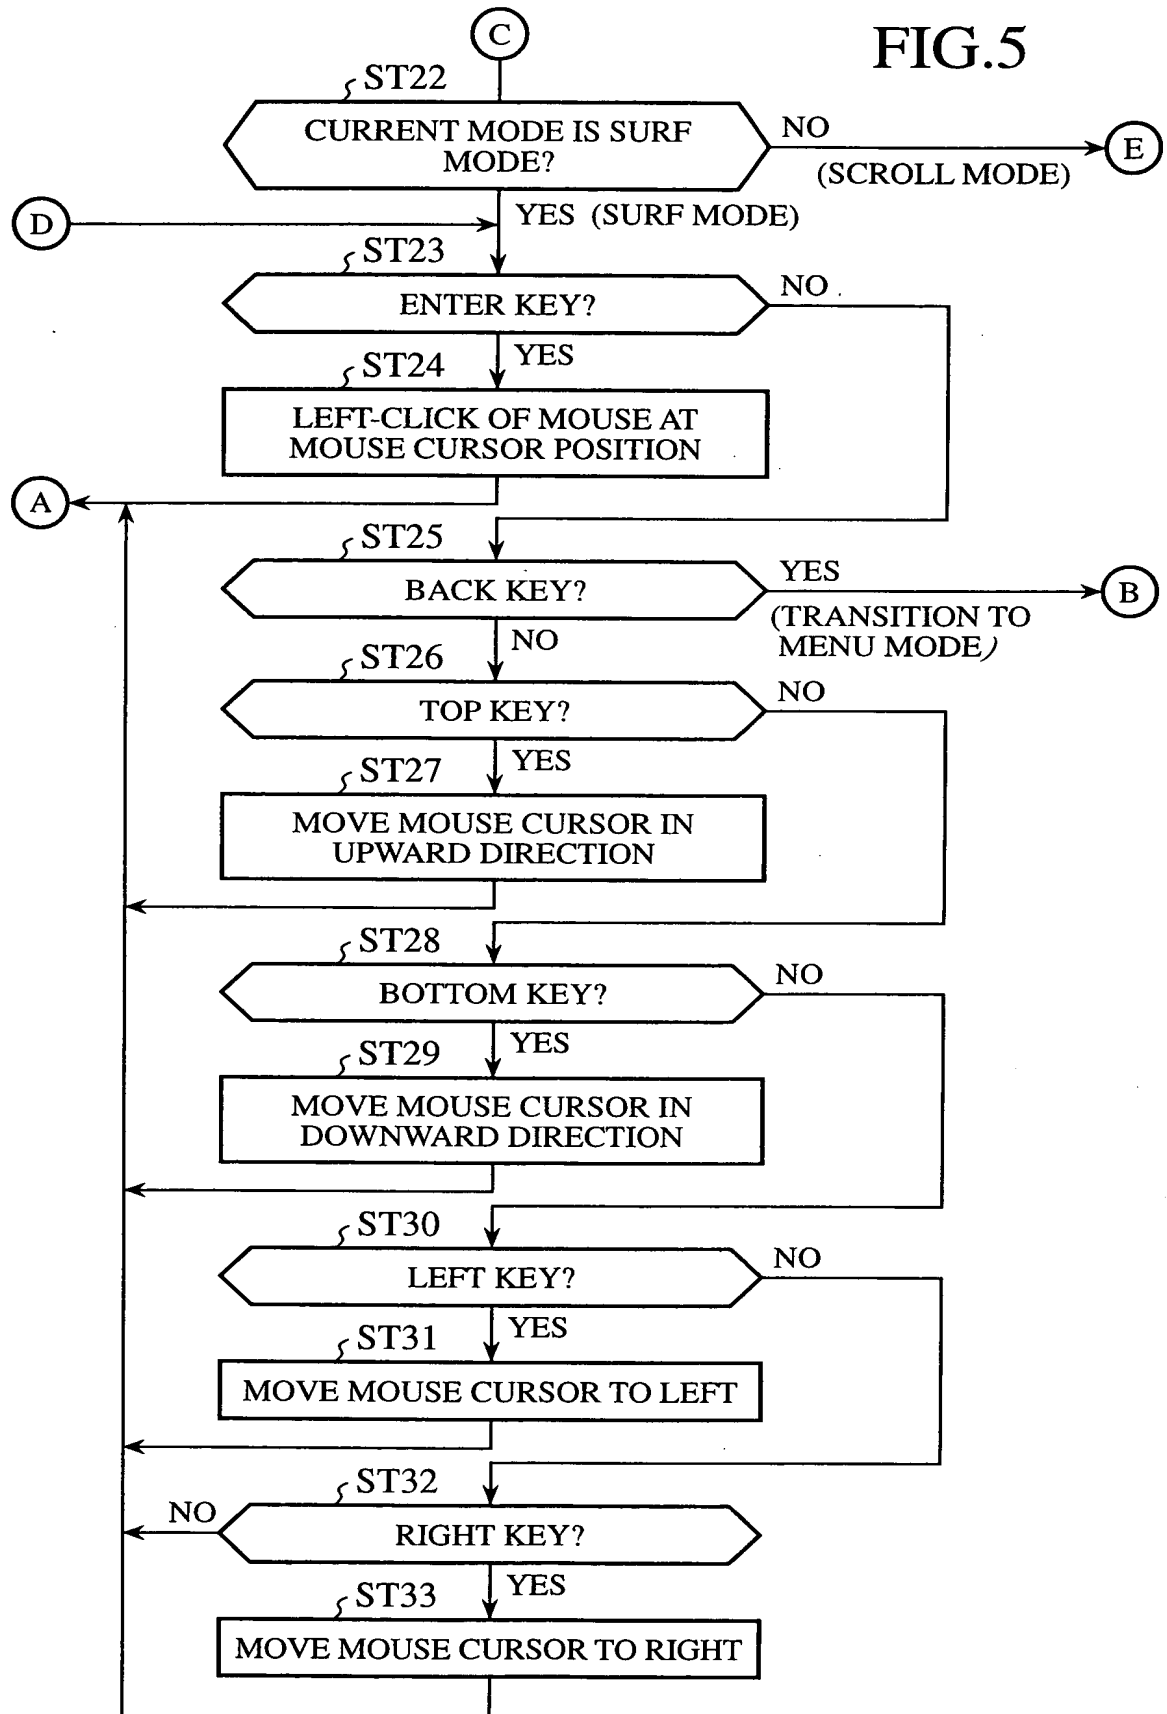 C
FIG.5
ST22
CURRENT MODE IS SURF
MODE?
NO
(SCROLL MODE)
E
D
YES (SURF MODE)
ST23
ENTER KEY?
NO
YES
ST24
LEFT-CLICK OF MOUSE AT
MOUSE CURSOR POSITION
A
ST25
BACK KEY?
YES
(TRANSITION TO
MENU MODE)
B
NO
ST26
TOP KEY?
NO
YES
ST27
MOVE MOUSE CURSOR IN
UPWARD DIRECTION
ST28
BOTTOM KEY?
NO
YES
ST29
MOVE MOUSE CURSOR IN
DOWNWARD DIRECTION
ST30
LEFT KEY?
NO
YES
ST31
MOVE MOUSE CURSOR TO LEFT
ST32
NO
RIGHT KEY?
YES
ST33
MOVE MOUSE CURSOR TO RIGHT